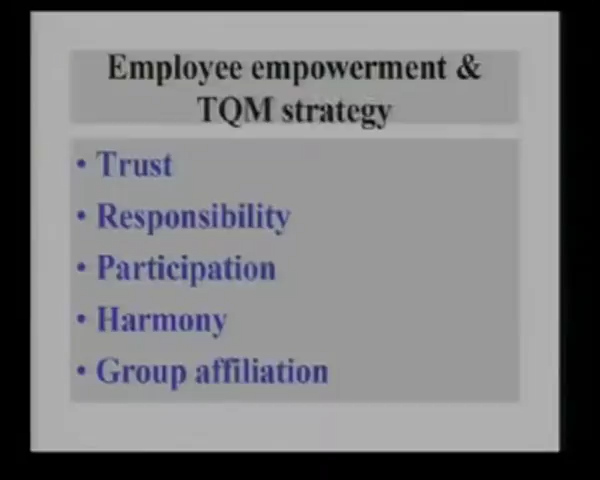 Employee empowerment &
TQM strategy
• Trust
• Responsibility
• Participation
• Harmony
• Group affiliation